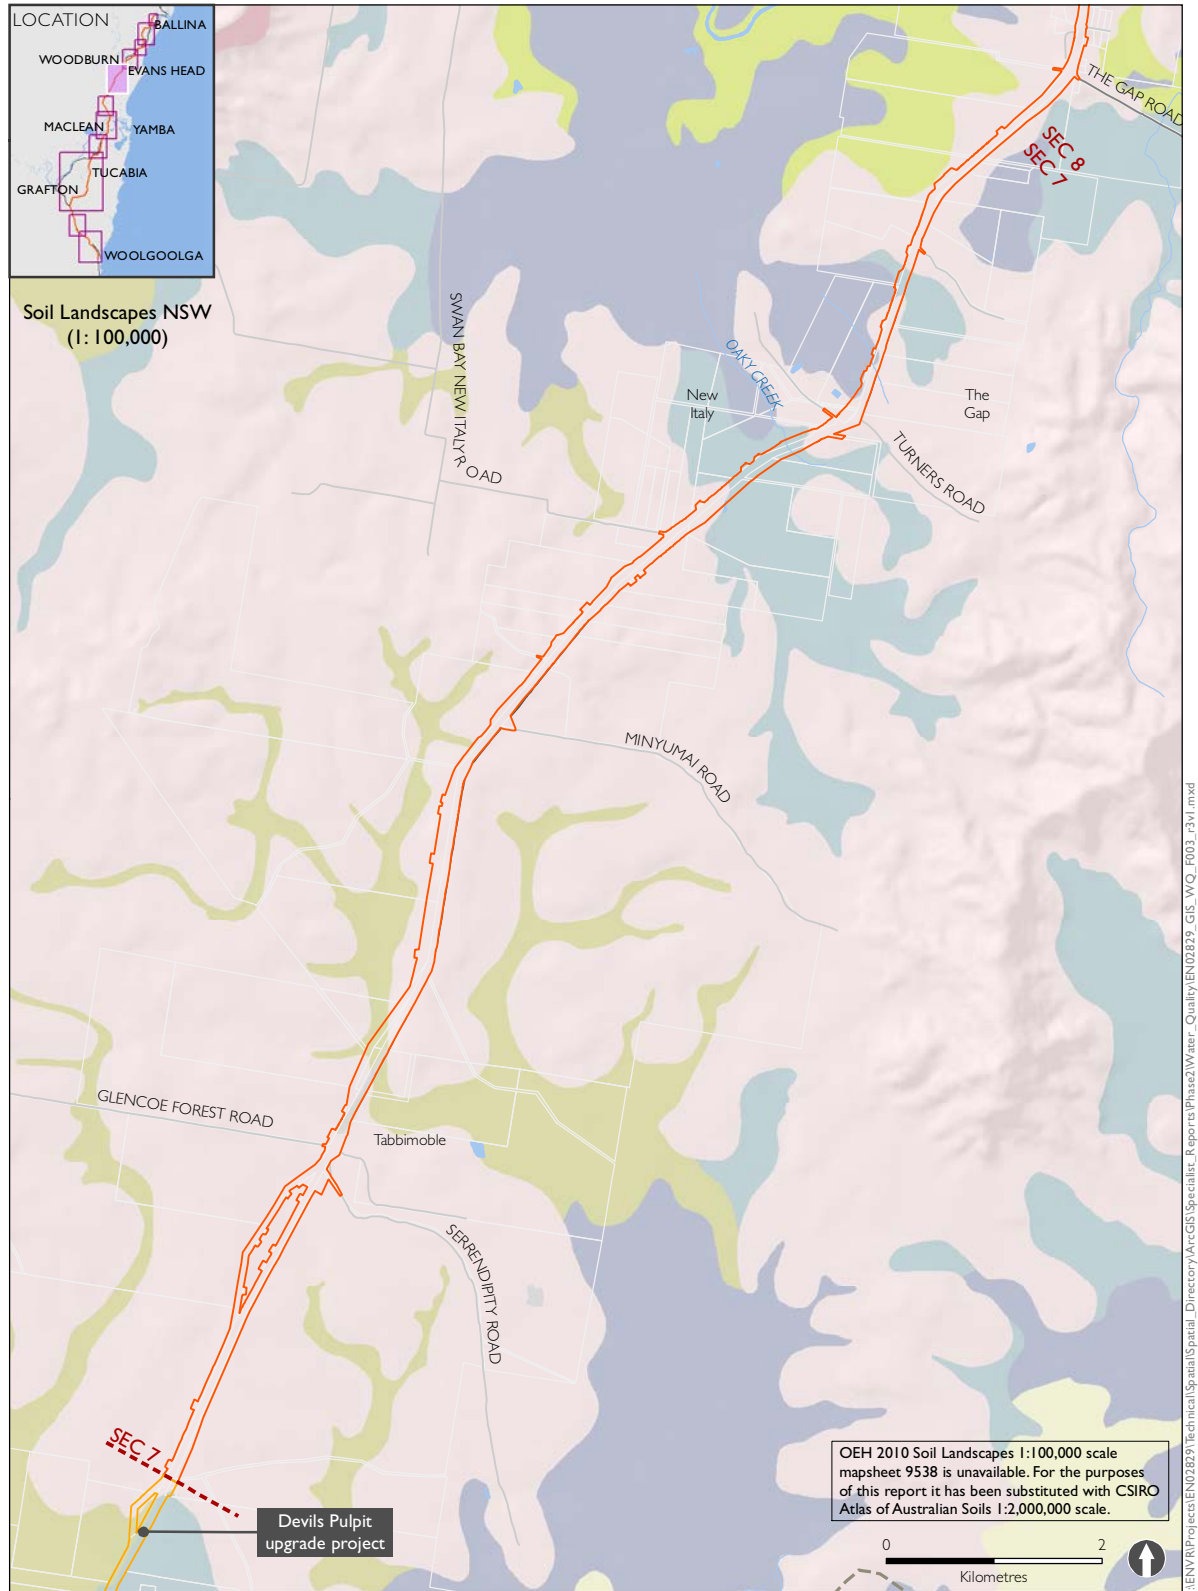 LOCATION
BALLINA
WOODBURN
EVANS HEAD
MACLEAN
YAMBA
TUCABIA
GRAFTON
WOOLGOOLGA
Soil Landscapes NSW
(1: 100,000)
THE GAP ROAD
SEC 8
SEC 7
SWAN BAY NEW ITALY R OAD
OAKY CREEK
New
Italy
The
Gap
TURNERS ROAD
MINYUMAI ROAD
GLENCOE FOREST ROAD
Tabbimoble
SERRENDIPITY ROAD
SEC 7
Devils Pulpit
upgrade project
OEH 2010 Soil Landscapes 1:100,000 scale
mapsheet 9538 is unavailable. For the purposes
of this report it has been substituted with CSIRO
Atlas of Australian Soils 1:2,000,000 scale.
0 2
Kilometres
ENVR\Projects\EN02829\Technical\Spatial\Spatial_Directory\ArcGIS\Specialist_Reports\Phase2\Water_Quality\EN02829_GIS_WQ_F003_r3v1.mxd